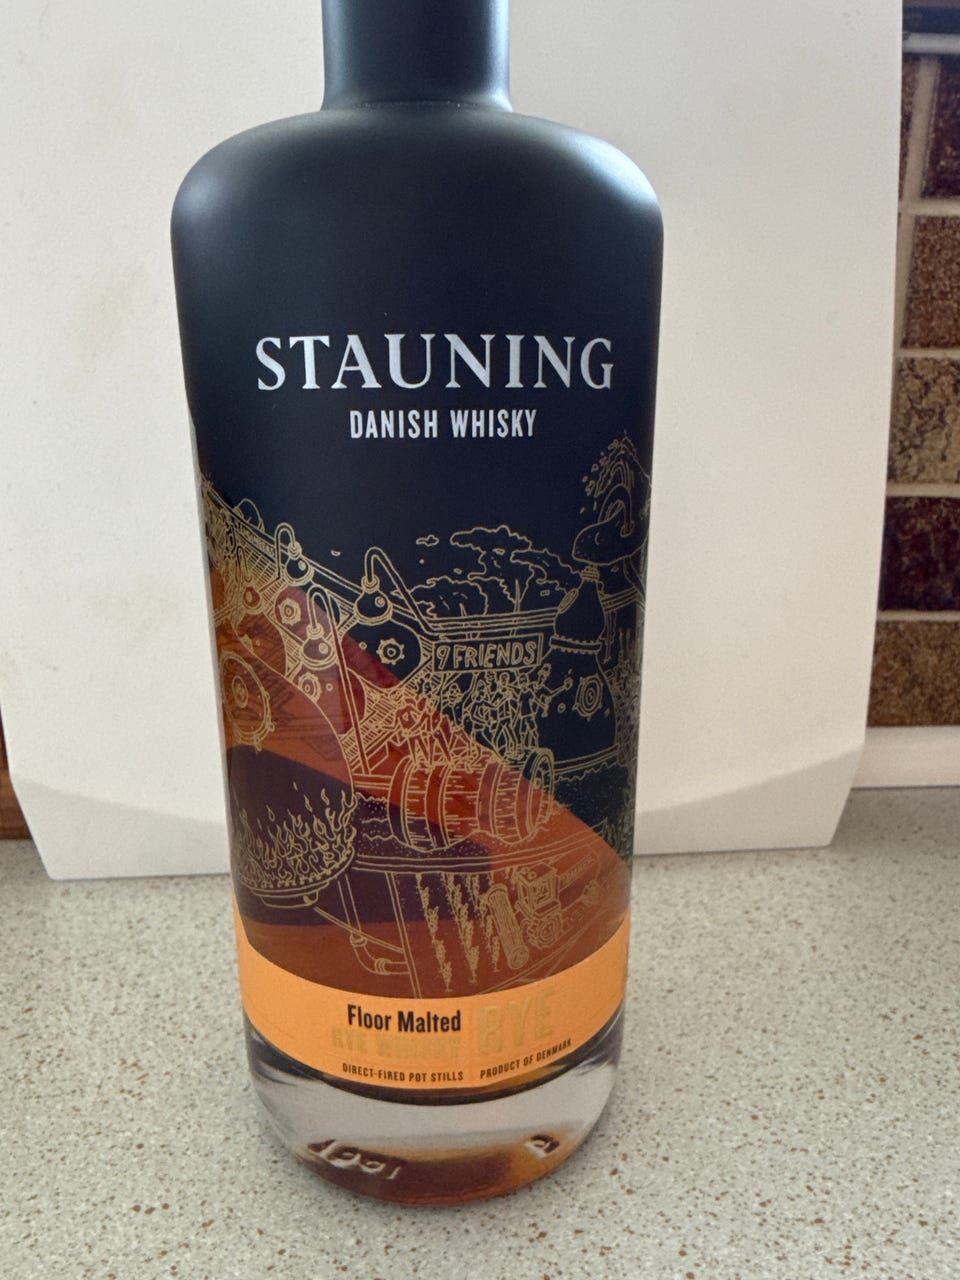 STAUNING
DANISH WHISKY
9 FRIENDS
Floor Malted
RYE WHISKY
RYE
DIRECT-FIRED POT STILLS
PRODUCT OF DENMARK